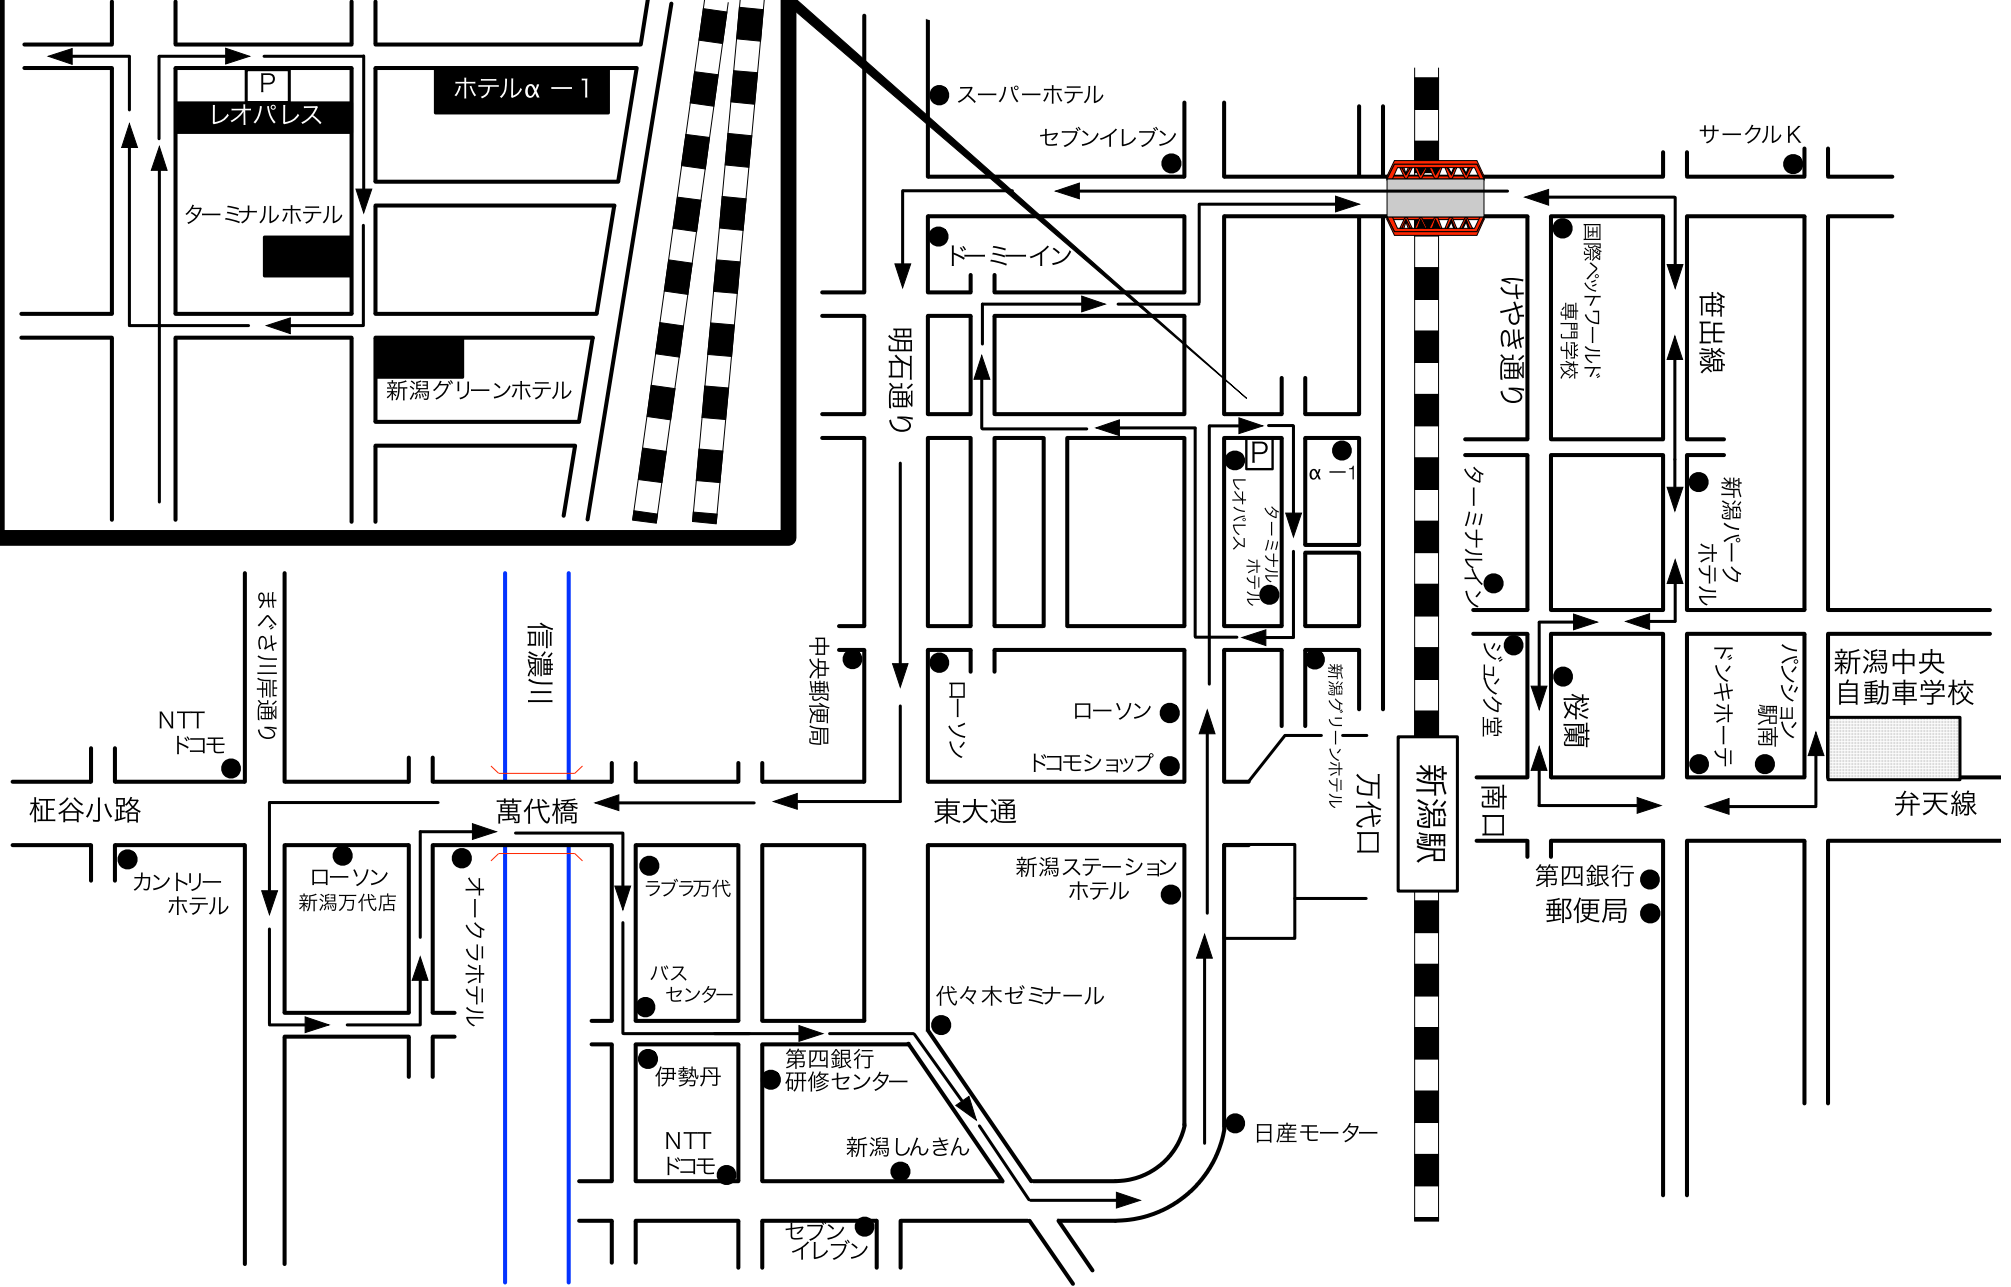 P
レオパレス
ホテルα－1
ターミナルホテル
新潟グリーンホテル
スーパーホテル
セブンイレブン
サークルK
ドーミーイン
明石通り
けやき通り
国際ペットワールド
専門学校
笹出線
P
レオパレス
ターミナル
ホテル
α－1
ターミナルイン
新潟パーク
ホテル
まぐさ川岸通り
信濃川
中央郵便局
ローソン
ローソン
ドコモショップ
新潟グリーンホテル
万代口
新潟駅
南口
ジュンク堂
桜蘭
ドンキホーテ
パンション
駅南
新潟中央
自動車学校
NTT
ドコモ
柾谷小路
萬代橋
東大通
弁天線
カントリー
ホテル
ローソン
新潟万代店
オークラホテル
ラブラ万代
バス
センター
新潟ステーション
ホテル
第四銀行
郵便局
代々木ゼミナール
伊勢丹
第四銀行
研修センター
NTT
ドコモ
新潟しんきん
日産モーター
セブン
イレブン